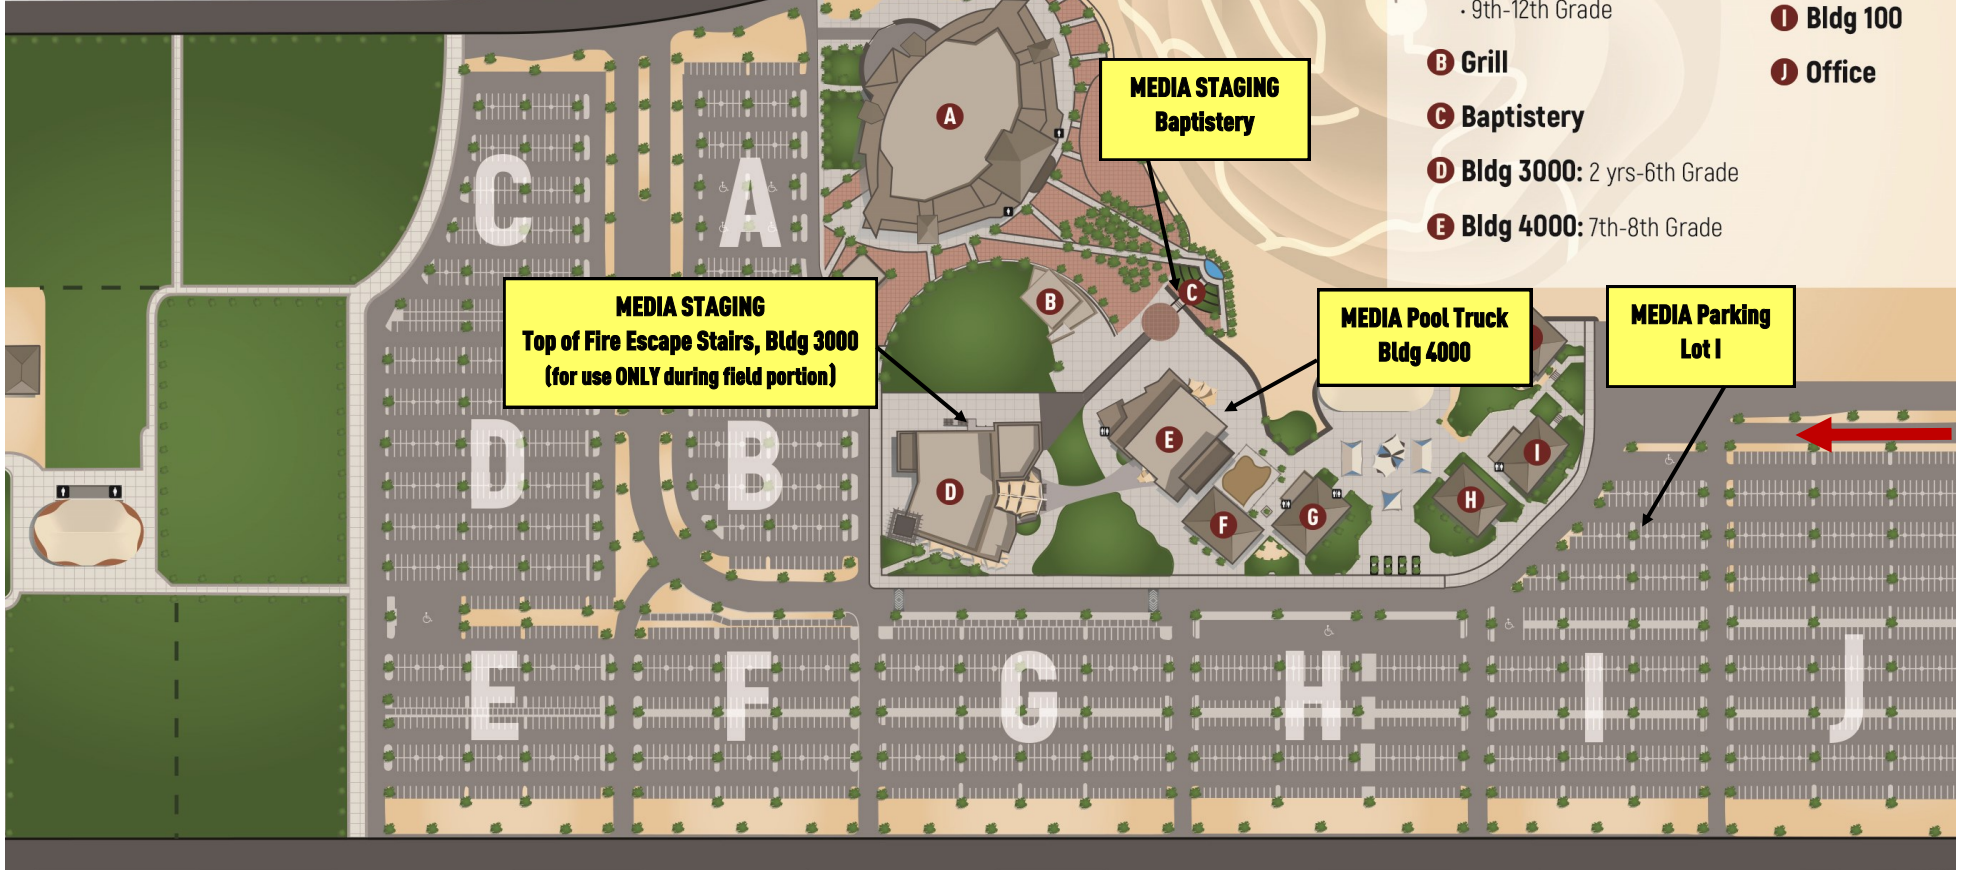 · 9th-12th Grade
B Grill
C Baptistery
D Bldg 3000: 2 yrs-6th Grade
E Bldg 4000: 7th-8th Grade
I Bldg 100
J Office
MEDIA STAGING
Baptistery
MEDIA STAGING
Top of Fire Escape Stairs, Bldg 3000
(for use ONLY during field portion)
MEDIA Pool Truck
Bldg 4000
MEDIA Parking
Lot I
A
B
C
D
E
F
G
H
I
C
A
D
B
E
F
G
H
I
J